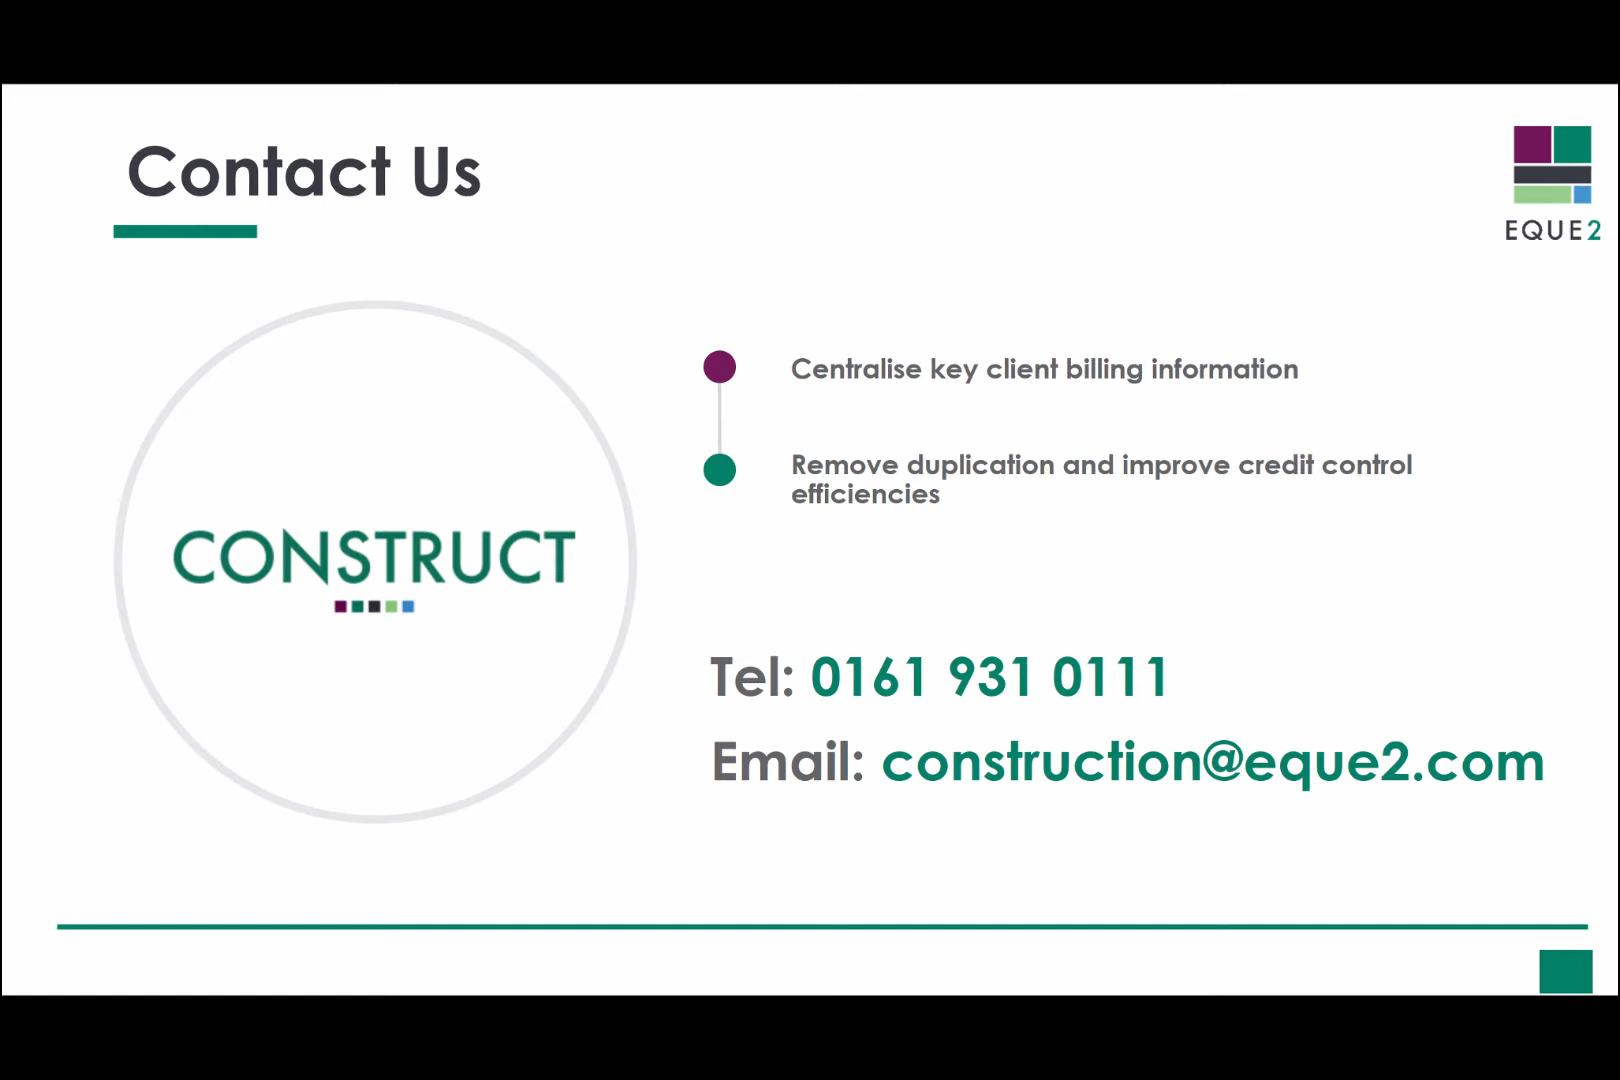 Contact Us
EQUE2
CONSTRUCT
Centralise key client billing information
Remove duplication and improve credit control
efficiencies
Tel: 0161 931 0111
Email: construction@eque2.com